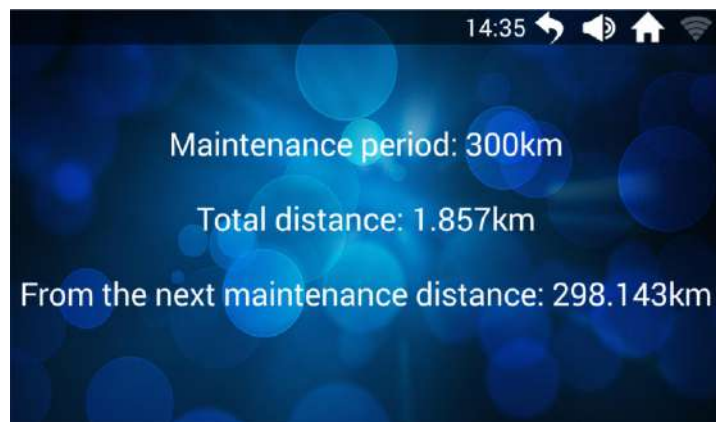 14:35
Maintenance period: 300km
Total distance: 1.857km
From the next maintenance distance: 298.143km